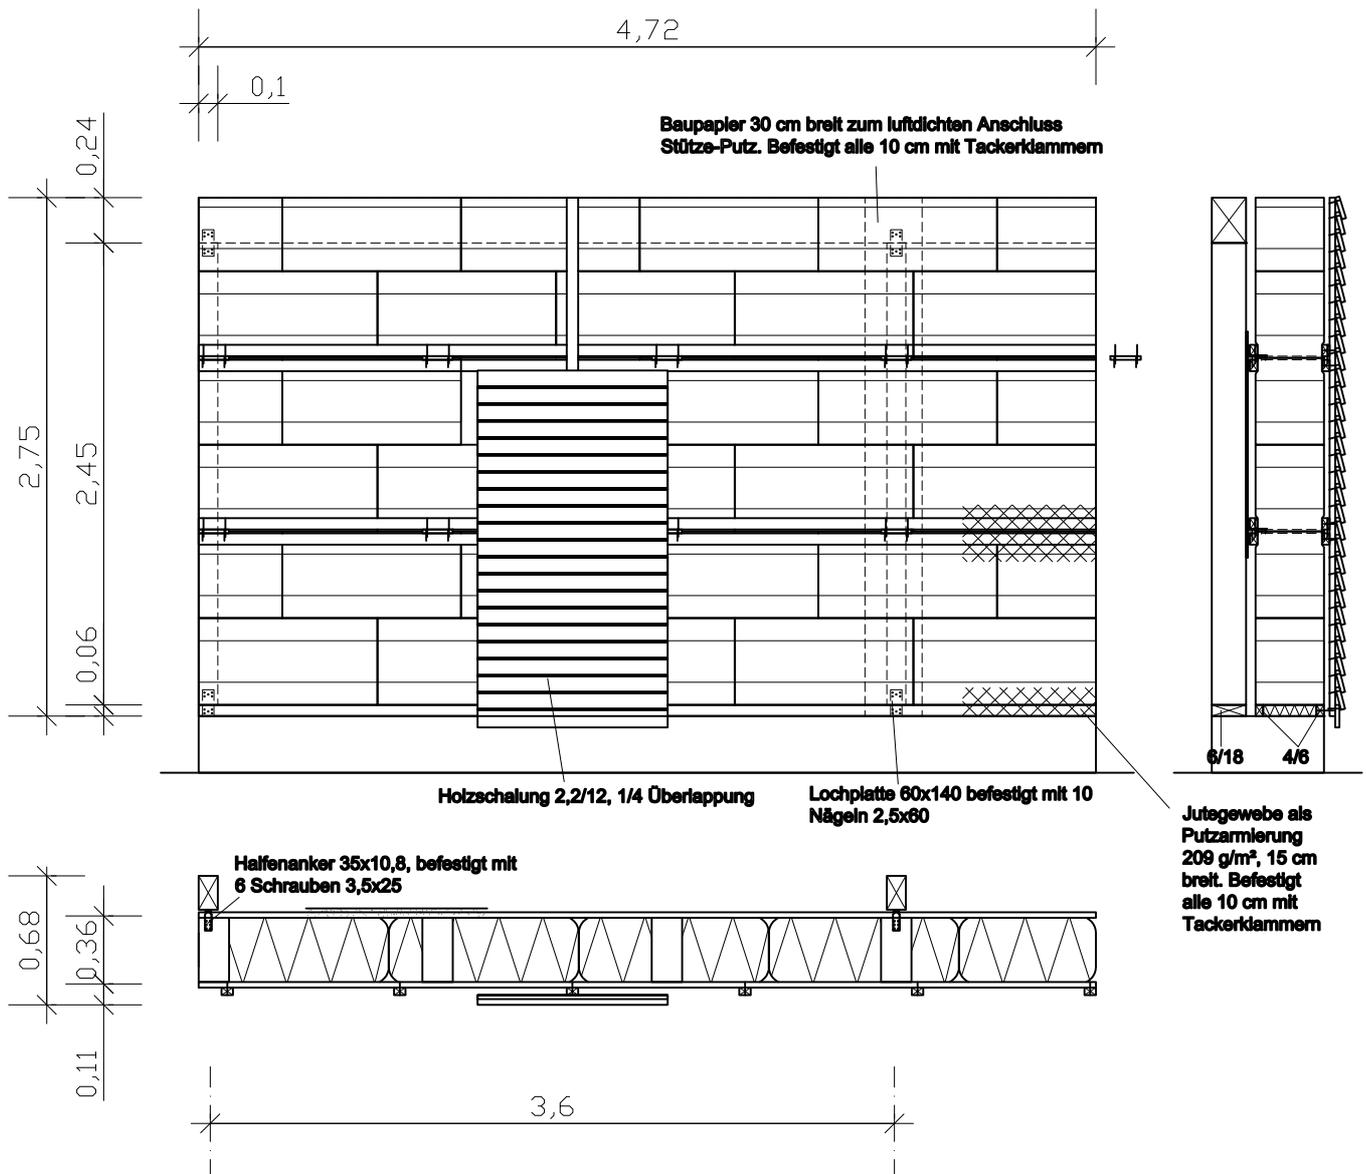 4,72
0,1
0,24
Baupapier 30 cm breit zum luftdichten Anschluss
Stütze-Putz. Befestigt alle 10 cm mit Tackerklammern
2,75
2,45
0,06
6/18
4/6
Holzschalung 2,2/12, 1/4 Überlappung
Lochplatte 60x140 befestigt mit 10
Nägeln 2,5x60
Jutegewebe als
Putzarmierung
209 g/m², 15 cm
breit. Befestigt
alle 10 cm mit
Tackerklammern
Halfenanker 35x10,8, befestigt mit
6 Schrauben 3,5x25
0,68
0,36
0,11
3,6